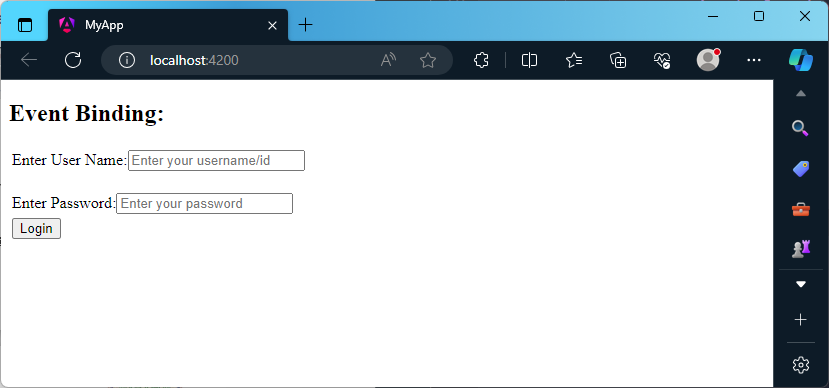 MyApp
localhost:4200
Event Binding:
Enter User Name: Enter your username/id
Enter Password: Enter your password
Login